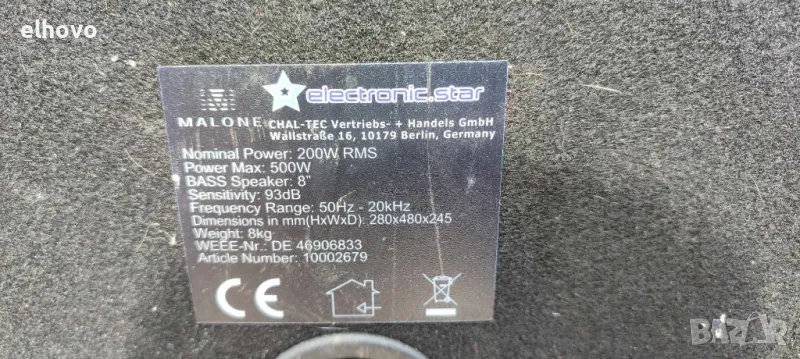 elhovo
electronic.star
MALONE
CHAL-TEC Vertriebs- + Handels GmbH
Wallstraße 16, 10179 Berlin, Germany
Nominal Power: 200W RMS
Power Max: 500W
BASS Speaker: 8"
Sensitivity: 93dB
Frequency Range: 50Hz - 20kHz
Dimensions in mm(HxWxD): 280x480x245
Weight: 8kg
WEEE-Nr.: DE 46906833
Article Number: 10002679
CE
BAZAR